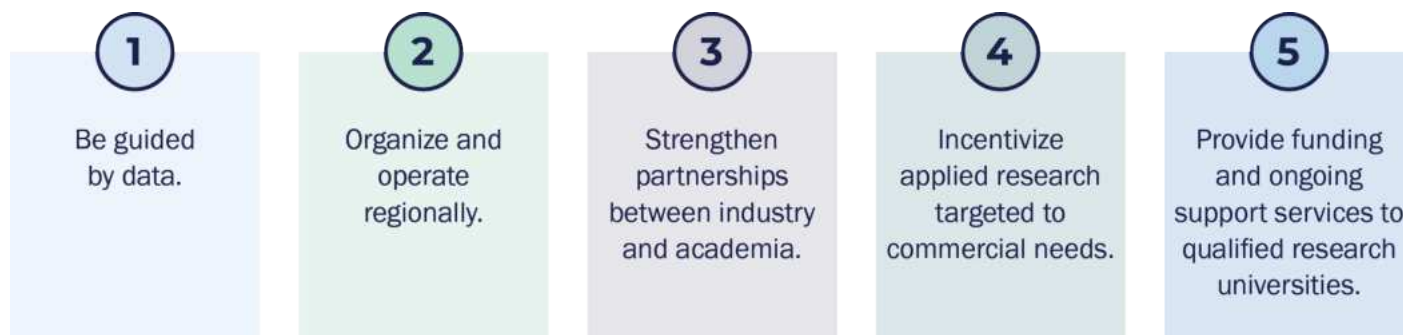 1
Be guided
by data.
2
Organize and
operate
regionally.
3
Strengthen
partnerships
between industry
and academia.
4
Incentivize
applied research
targeted to
commercial needs.
5
Provide funding
and ongoing
support services to
qualified research
universities.